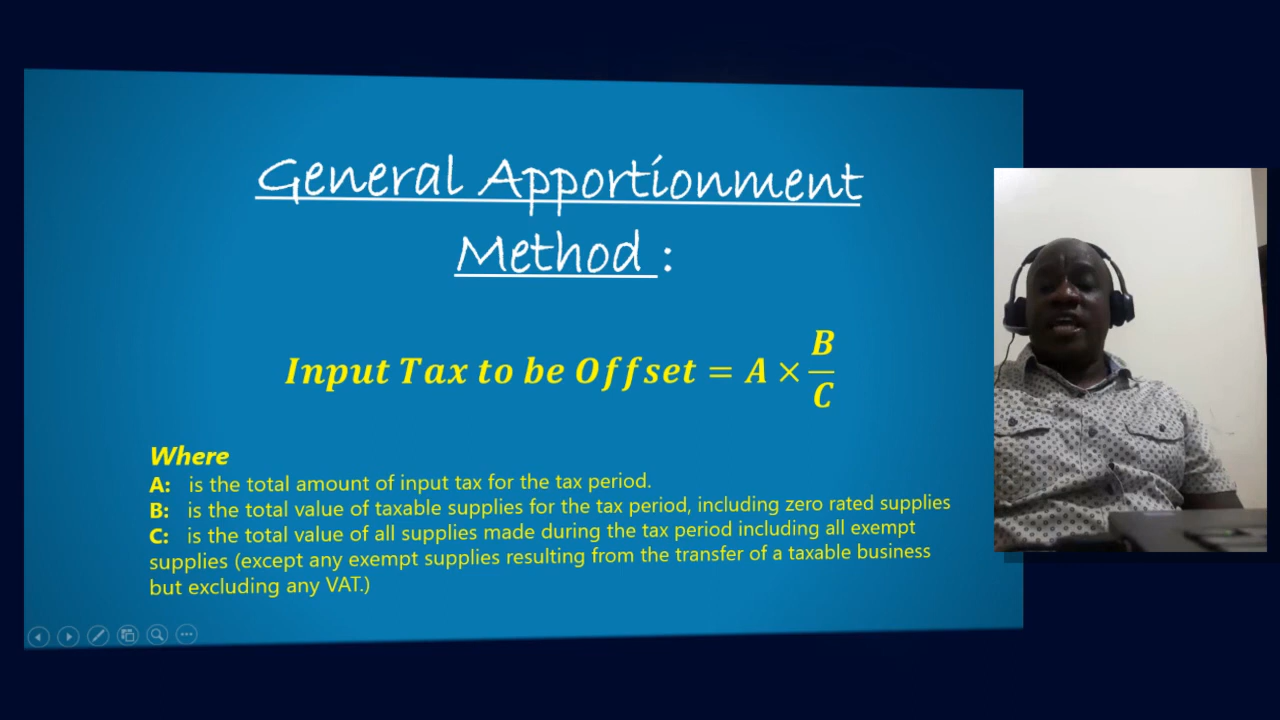 General Apportionment
Method :
Input Tax to be Offset = A × B/C
Where
A: is the total amount of input tax for the tax period.
B: is the total value of taxable supplies for the tax period, including zero rated supplies
C: is the total value of all supplies made during the tax period including all exempt
supplies (except any exempt supplies resulting from the transfer of a taxable business
but excluding any VAT.)